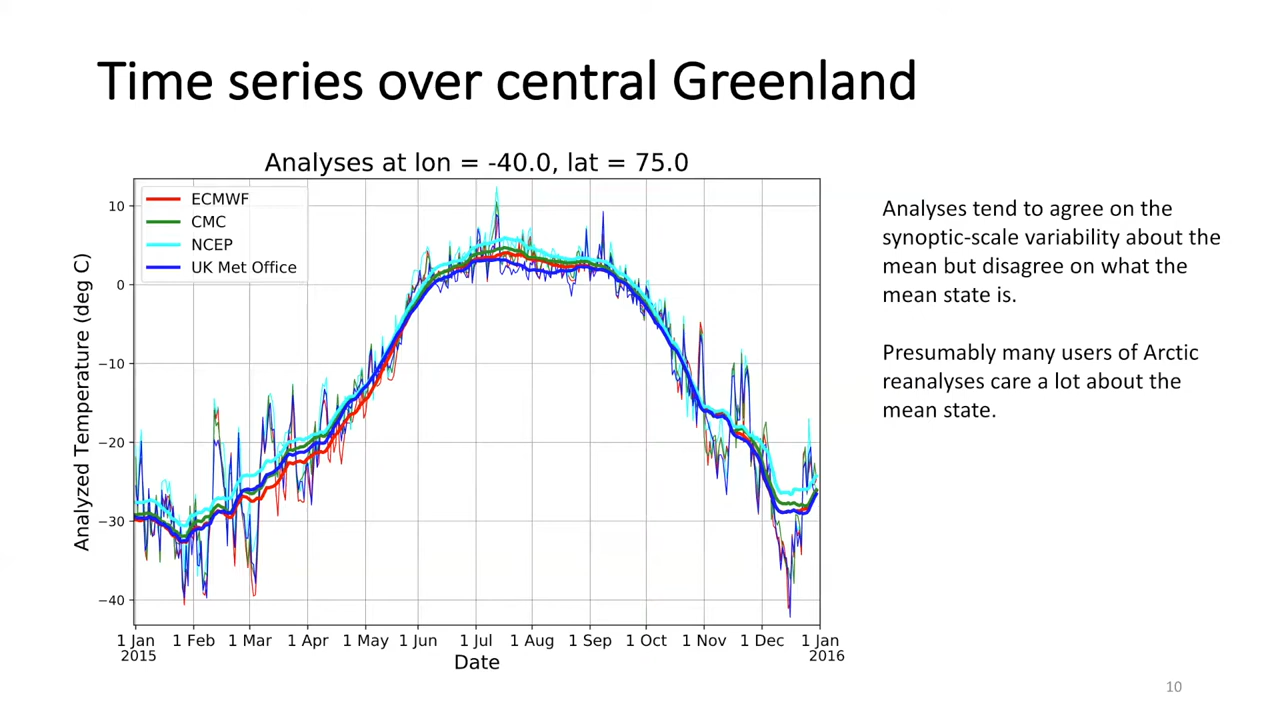 Time series over central Greenland
Analyses at lon = -40.0, lat = 75.0
ECMWF
CMC
NCEP
UK Met Office
10
0
−10
−20
−30
−40
Analyzed Temperature (deg C)
1 Jan 1 Feb 1 Mar 1 Apr 1 May 1 Jun 1 Jul 1 Aug 1 Sep 1 Oct 1 Nov 1 Dec 1 Jan
2015 2016
Date
Analyses tend to agree on the
synoptic-scale variability about the
mean but disagree on what the
mean state is.
Presumably many users of Arctic
reanalyses care a lot about the
mean state.
10